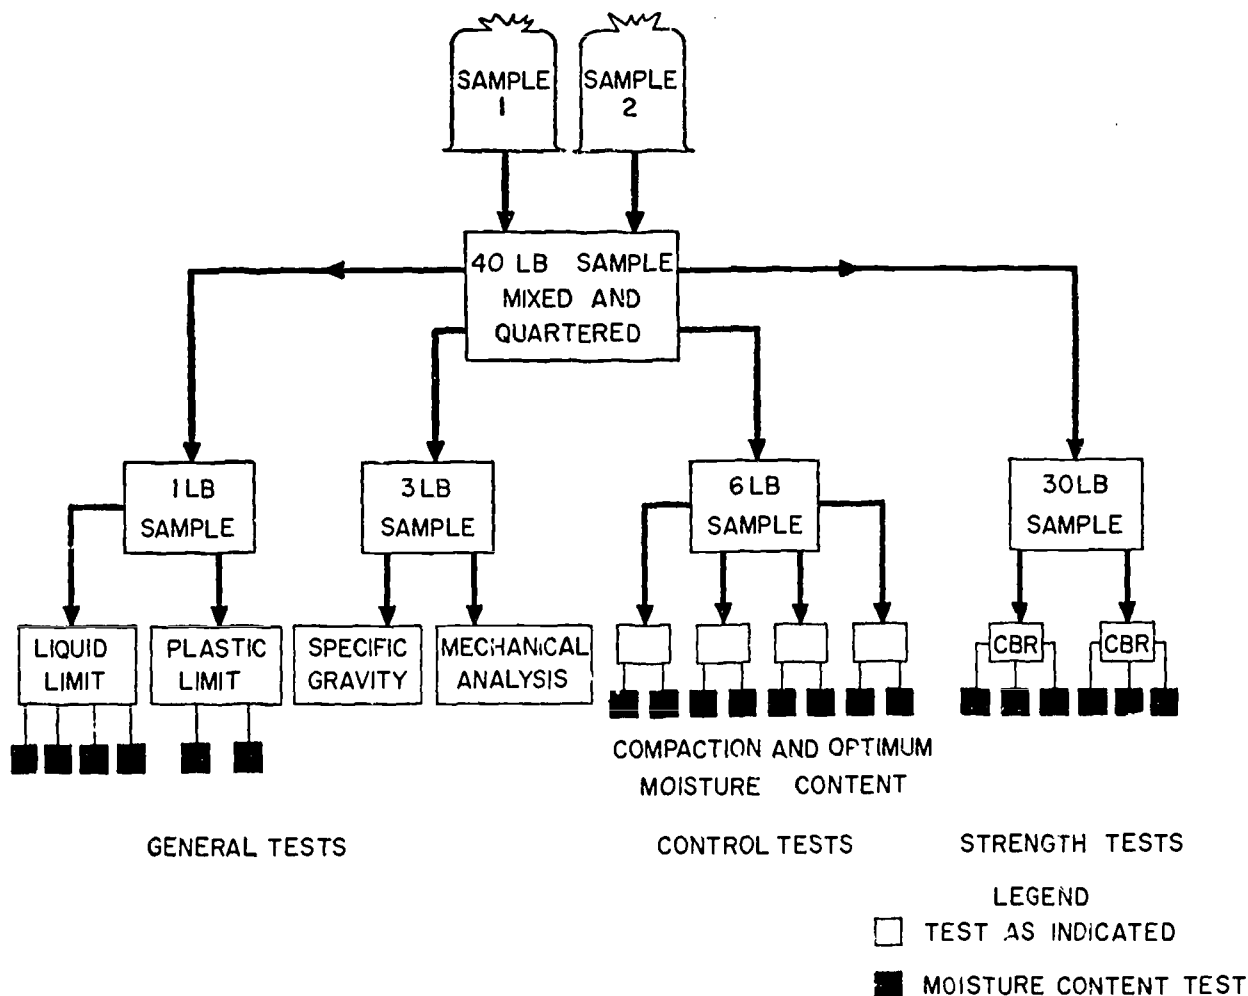 SAMPLE
1
SAMPLE
2
40 LB SAMPLE
MIXED AND
QUARTERED
1 LB
SAMPLE
3 LB
SAMPLE
6 LB
SAMPLE
30 LB
SAMPLE
LIQUID
LIMIT
PLASTIC
LIMIT
SPECIFIC
GRAVITY
MECHANICAL
ANALYSIS
CBR
CBR
COMPACTION AND OPTIMUM
MOISTURE CONTENT
GENERAL TESTS
CONTROL TESTS
STRENGTH TESTS
LEGEND
TEST AS INDICATED
MOISTURE CONTENT TEST